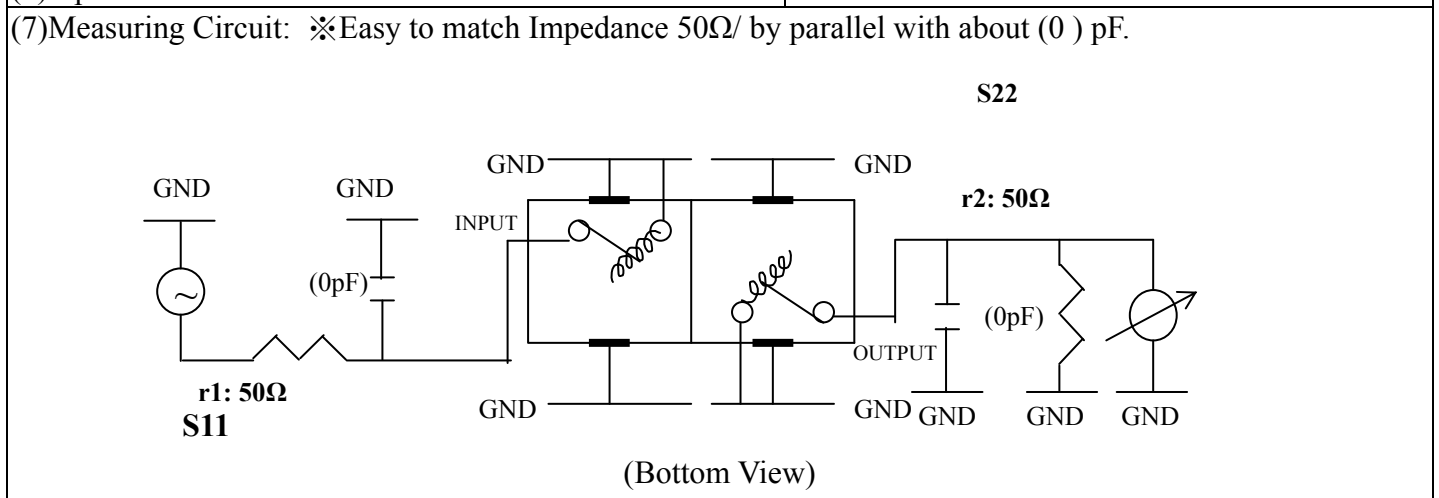 (7)Measuring Circuit: ※Easy to match Impedance 50Ω/ by parallel with about (0 ) pF.
S22
GND
GND
GND
GND
r2: 50Ω
INPUT
(0pF)
(0pF)
OUTPUT
r1: 50Ω
S11
GND
GND
GND
GND
GND
(Bottom View)